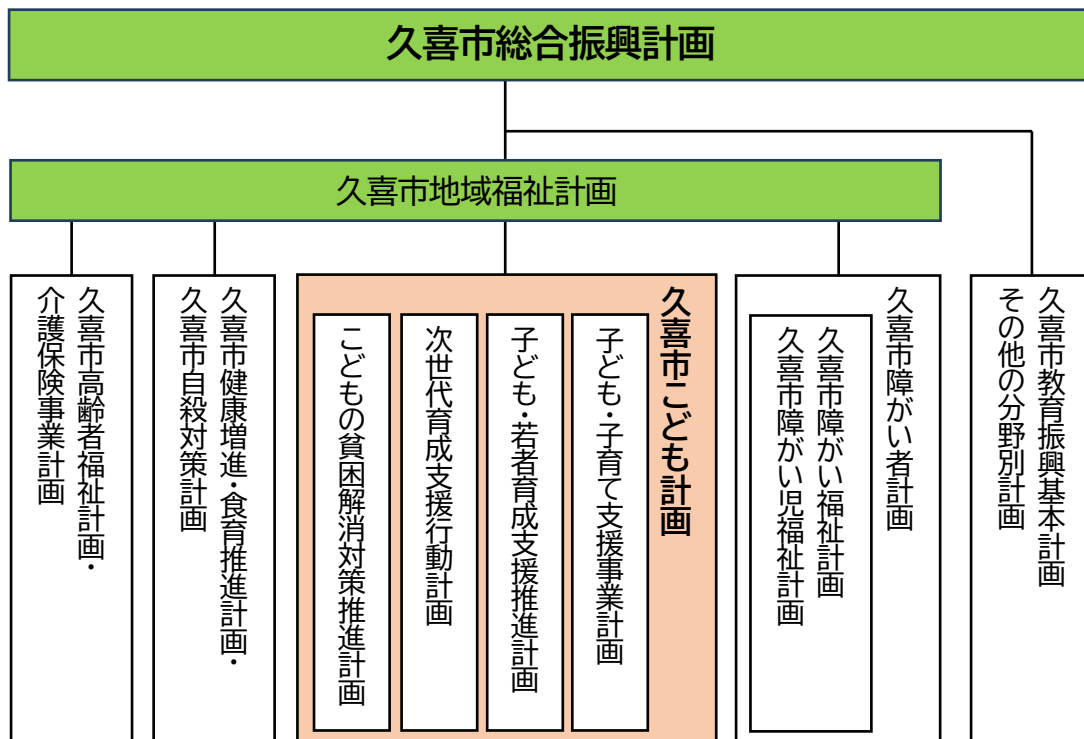 久喜市総合振興計画
久喜市地域福祉計画
久喜市教育振興基本計画
その他の分野別計画
久喜市障がい者計画
久喜市障がい福祉計画
久喜市障がい児福祉計画
久喜市こども計画
子ども・子育て支援事業計画
子ども・若者育成支援推進計画
次世代育成支援行動計画
こどもの貧困解消対策推進計画
久喜市健康増進・食育推進計画・
久喜市自殺対策計画
久喜市高齢者福祉計画・
介護保険事業計画